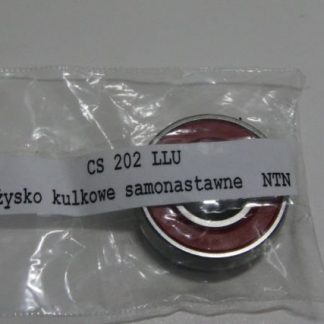 CS 202 LLU
żysko kulkowe samonastawne NTN